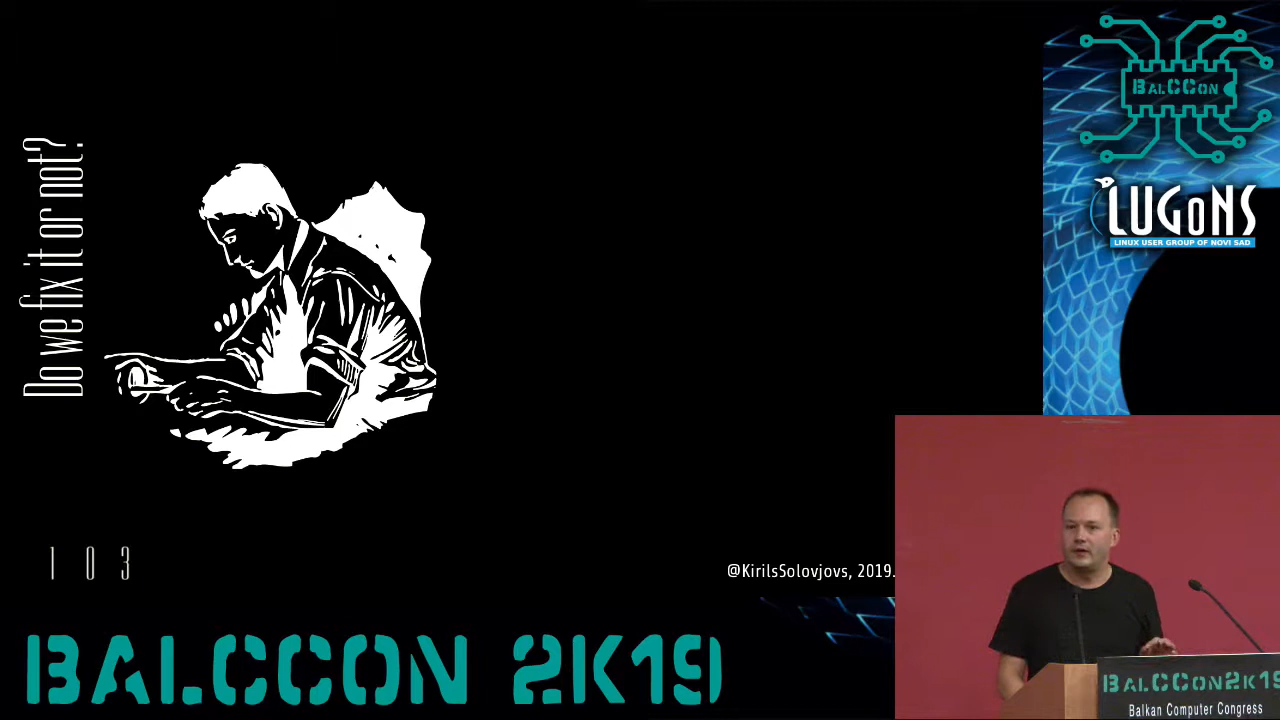 Do we fix it or not?
103
@KirilsSolovjovs, 2019.
BALCCON 2K19
BALCCON
LUGoNS
LINUX USER GROUP OF NOVI SAD
BALCCON2K19
Balkan Computer Congress